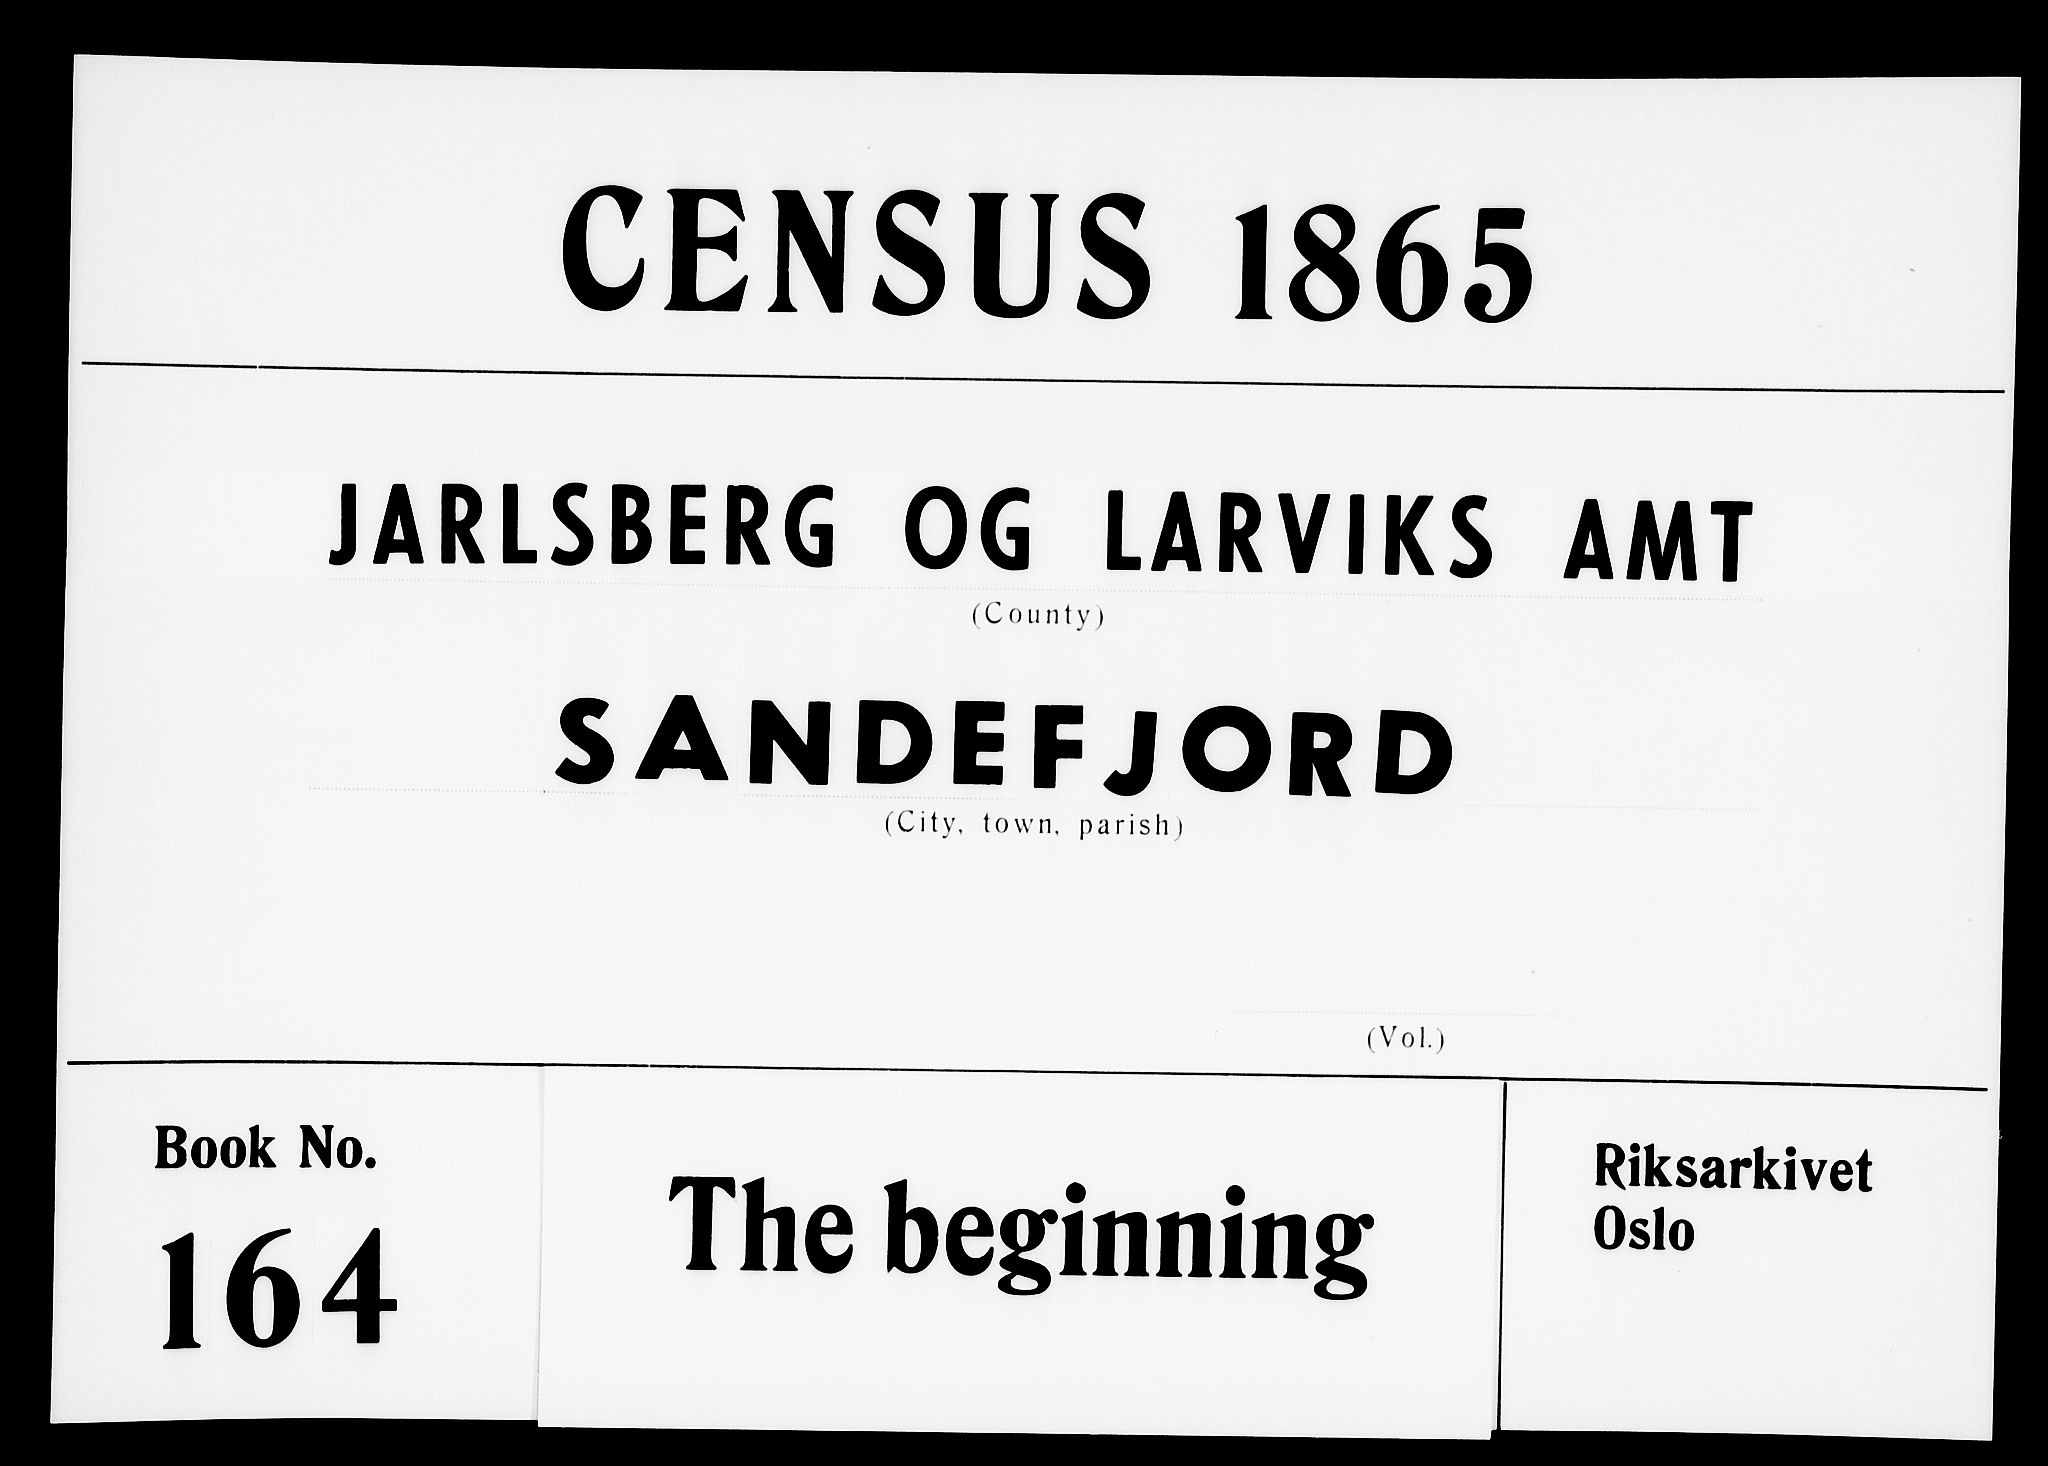 CENSUS 1865
JARLSBERG OG LARVIKS AMT
(County)
SANDEFJORD
(City, town, parish)
(Vol.)
Book No.
164
The beginning
Riksarkivet
Oslo